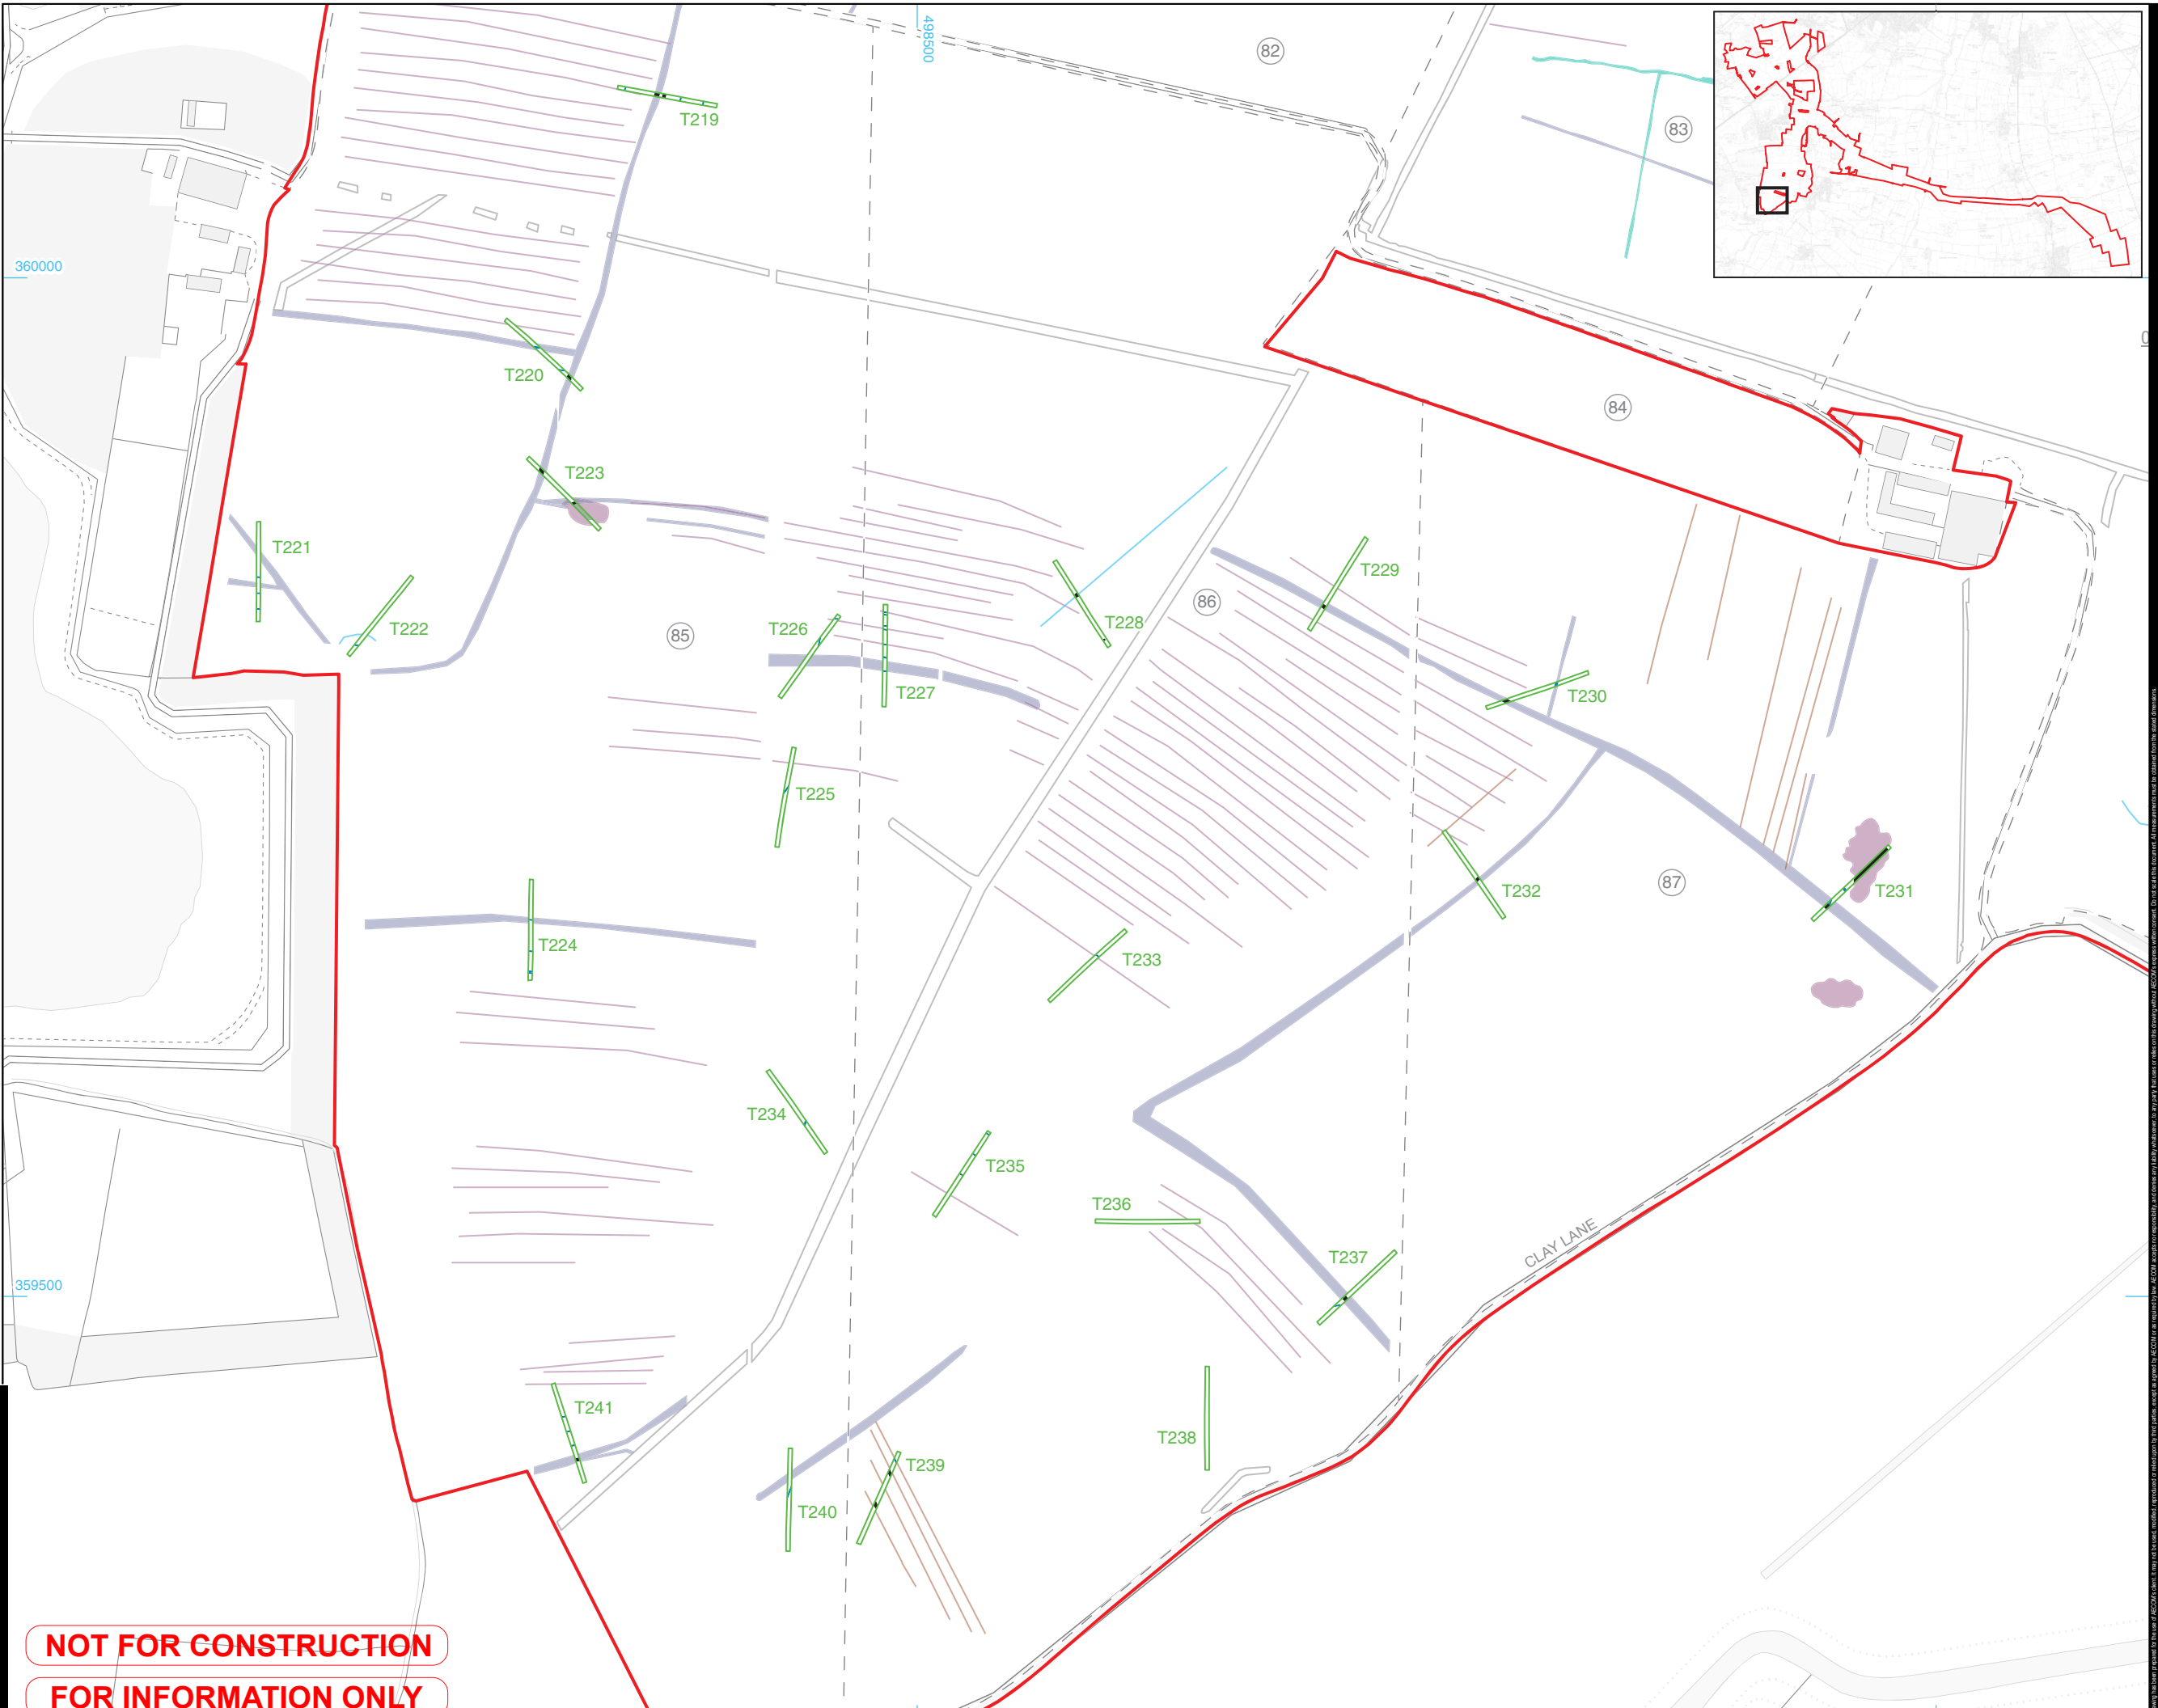 498500
82
83
T219
360000
T220
84
T223
T221
T229
T222
T226
T228
86
85
T227
T230
T225
T232
87
T231
T224
T233
T234
T235
T236
CLAY LANE
T237
359500
T241
T238
T239
T240
NOT FOR CONSTRUCTION
FOR INFORMATION ONLY